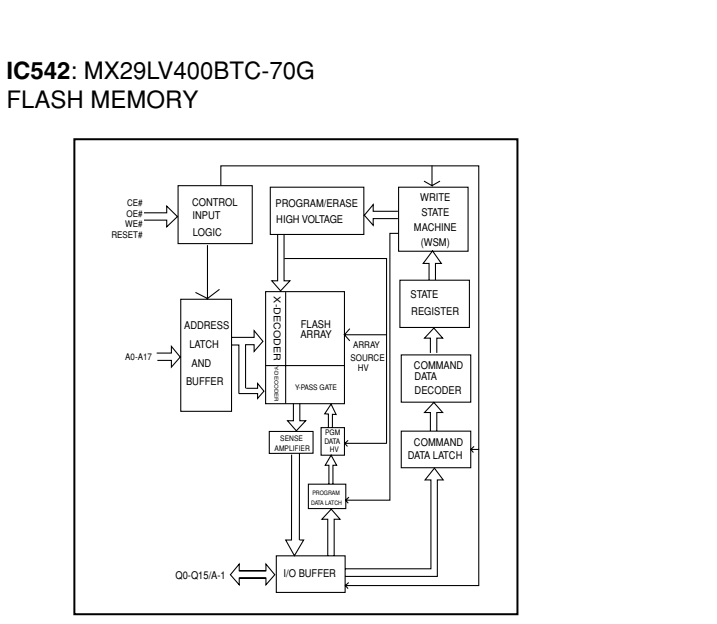 IC542: MX29LV400BTC-70G
FLASH MEMORY
CE#
OE#
WE#
RESET#
CONTROL
INPUT
LOGIC
PROGRAM/ERASE
HIGH VOLTAGE
WRITE
STATE
MACHINE
(WSM)
STATE
REGISTER
ADDRESS
LATCH
AND
BUFFER
A0-A17
X-DECODER
FLASH
ARRAY
ARRAY
SOURCE
HV
Y-DECODER
Y-PASS GATE
COMMAND
DATA
DECODER
SENSE
AMPLIFIER
PGM
DATA
HV
COMMAND
DATA LATCH
PROGRAM
DATA LATCH
Q0-Q15/A-1
I/O BUFFER